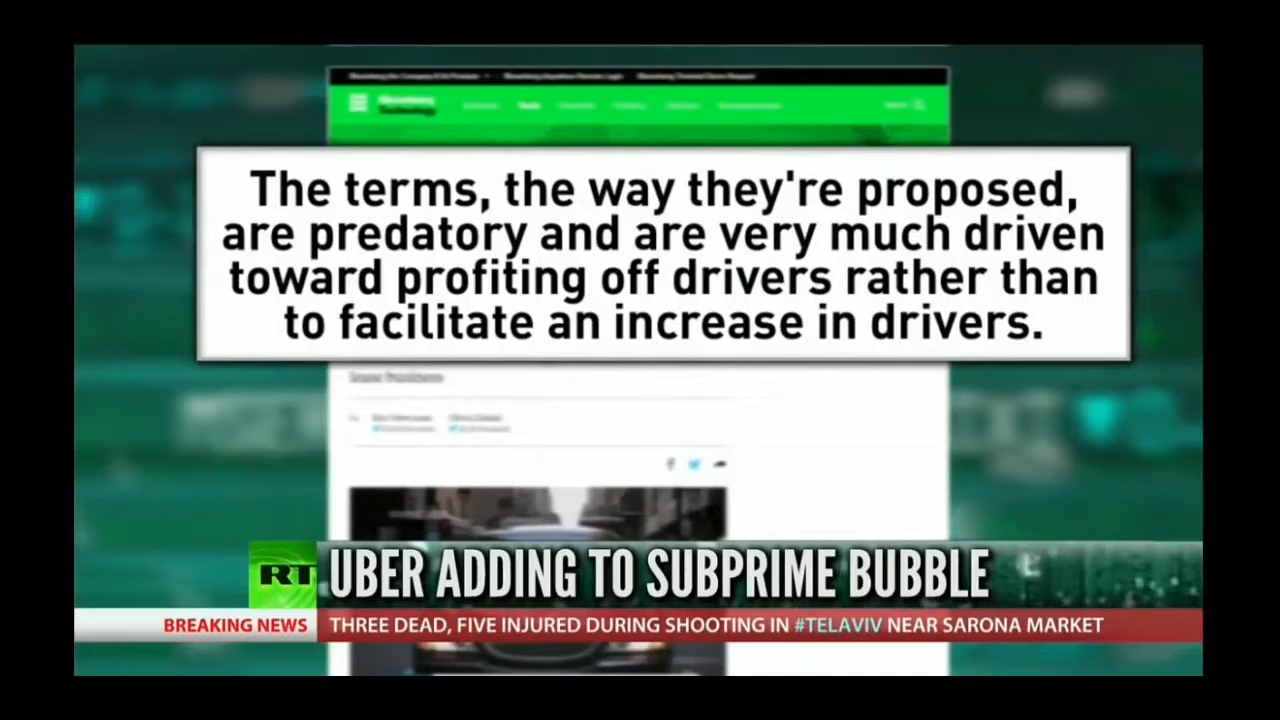 Bloomberg
Technology
The terms, the way they're proposed,
are predatory and are very much driven
toward profiting off drivers rather than
to facilitate an increase in drivers.
RT
UBER ADDING TO SUBPRIME BUBBLE
BREAKING NEWS
THREE DEAD, FIVE INJURED DURING SHOOTING IN #TELAVIV NEAR SARONA MARKET